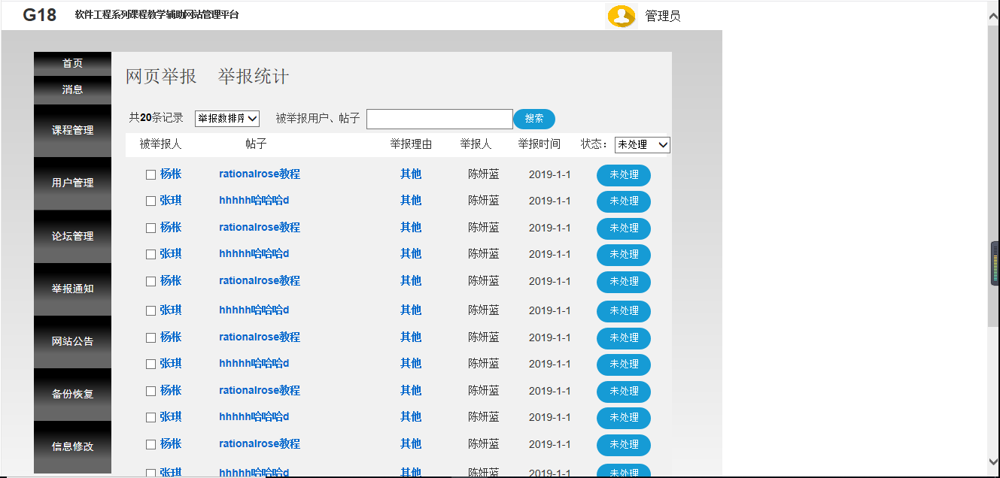 G18 软件工程系列课程教学辅助网站管理平台 管理员
首页
消息
课程管理
用户管理
论坛管理
举报通知
网站公告
备份恢复
信息修改
网页举报 举报统计
共20条记录 举报数排序 被举报用户、帖子 搜索
被举报人 帖子 举报理由 举报人 举报时间 状态： 未处理
杨枨 rationalrose教程 其他 陈妍蓝 2019-1-1 未处理
张琪 hhhhh哈哈哈d 其他 陈妍蓝 2019-1-1 未处理
杨枨 rationalrose教程 其他 陈妍蓝 2019-1-1 未处理
张琪 hhhhh哈哈哈d 其他 陈妍蓝 2019-1-1 未处理
杨枨 rationalrose教程 其他 陈妍蓝 2019-1-1 未处理
张琪 hhhhh哈哈哈d 其他 陈妍蓝 2019-1-1 未处理
杨枨 rationalrose教程 其他 陈妍蓝 2019-1-1 未处理
张琪 hhhhh哈哈哈d 其他 陈妍蓝 2019-1-1 未处理
杨枨 rationalrose教程 其他 陈妍蓝 2019-1-1 未处理
张琪 hhhhh哈哈哈d 其他 陈妍蓝 2019-1-1 未处理
杨枨 rationalrose教程 其他 陈妍蓝 2019-1-1 未处理
张琪 hhhhh哈哈哈d 其他 陈妍蓝 2019-1-1 未处理